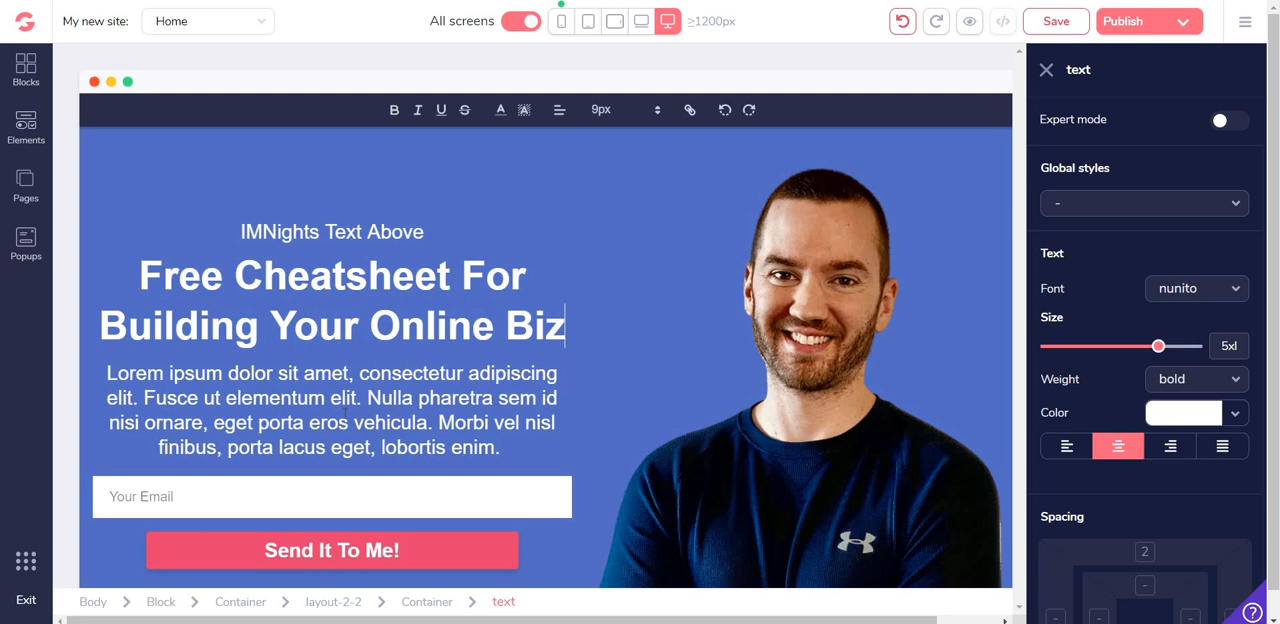 My new site:
Home
All screens
≥1200px
Save
Publish
Blocks
Elements
Pages
Popups
Exit
B I U S A A 9px
IMNights Text Above
Free Cheatsheet For
Building Your Online Biz
Lorem ipsum dolor sit amet, consectetur adipiscing
elit. Fusce ut elementum elit. Nulla pharetra sem id
nisi ornare, eget porta eros vehicula. Morbi vel nisl
finibus, porta lacus eget, lobortis enim.
Your Email
Send It To Me!
Body > Block > Container > layout-2-2 > Container > text
text
Expert mode
Global styles
-
Text
Font
nunito
Size
5xl
Weight
bold
Color
Spacing
2
-
- - - 
?